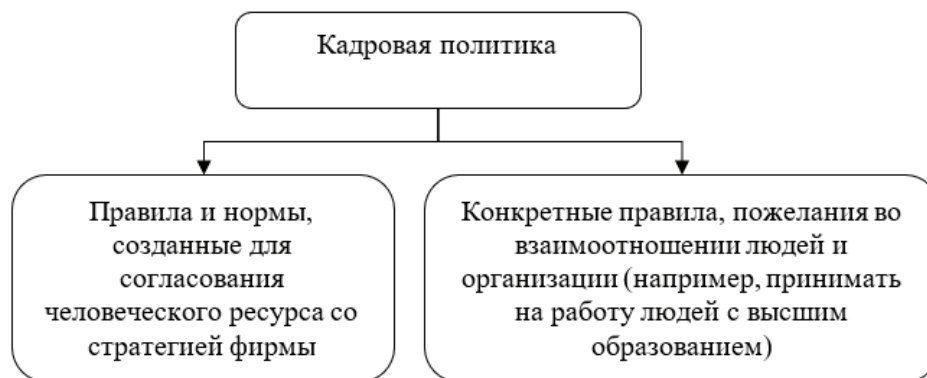 Кадровая политика
Правила и нормы,
созданные для
согласования
человеческого ресурса со
стратегией фирмы
Конкретные правила, пожелания во
взаимоотношении людей и
организации (например, принимать
на работу людей с высшим
образованием)